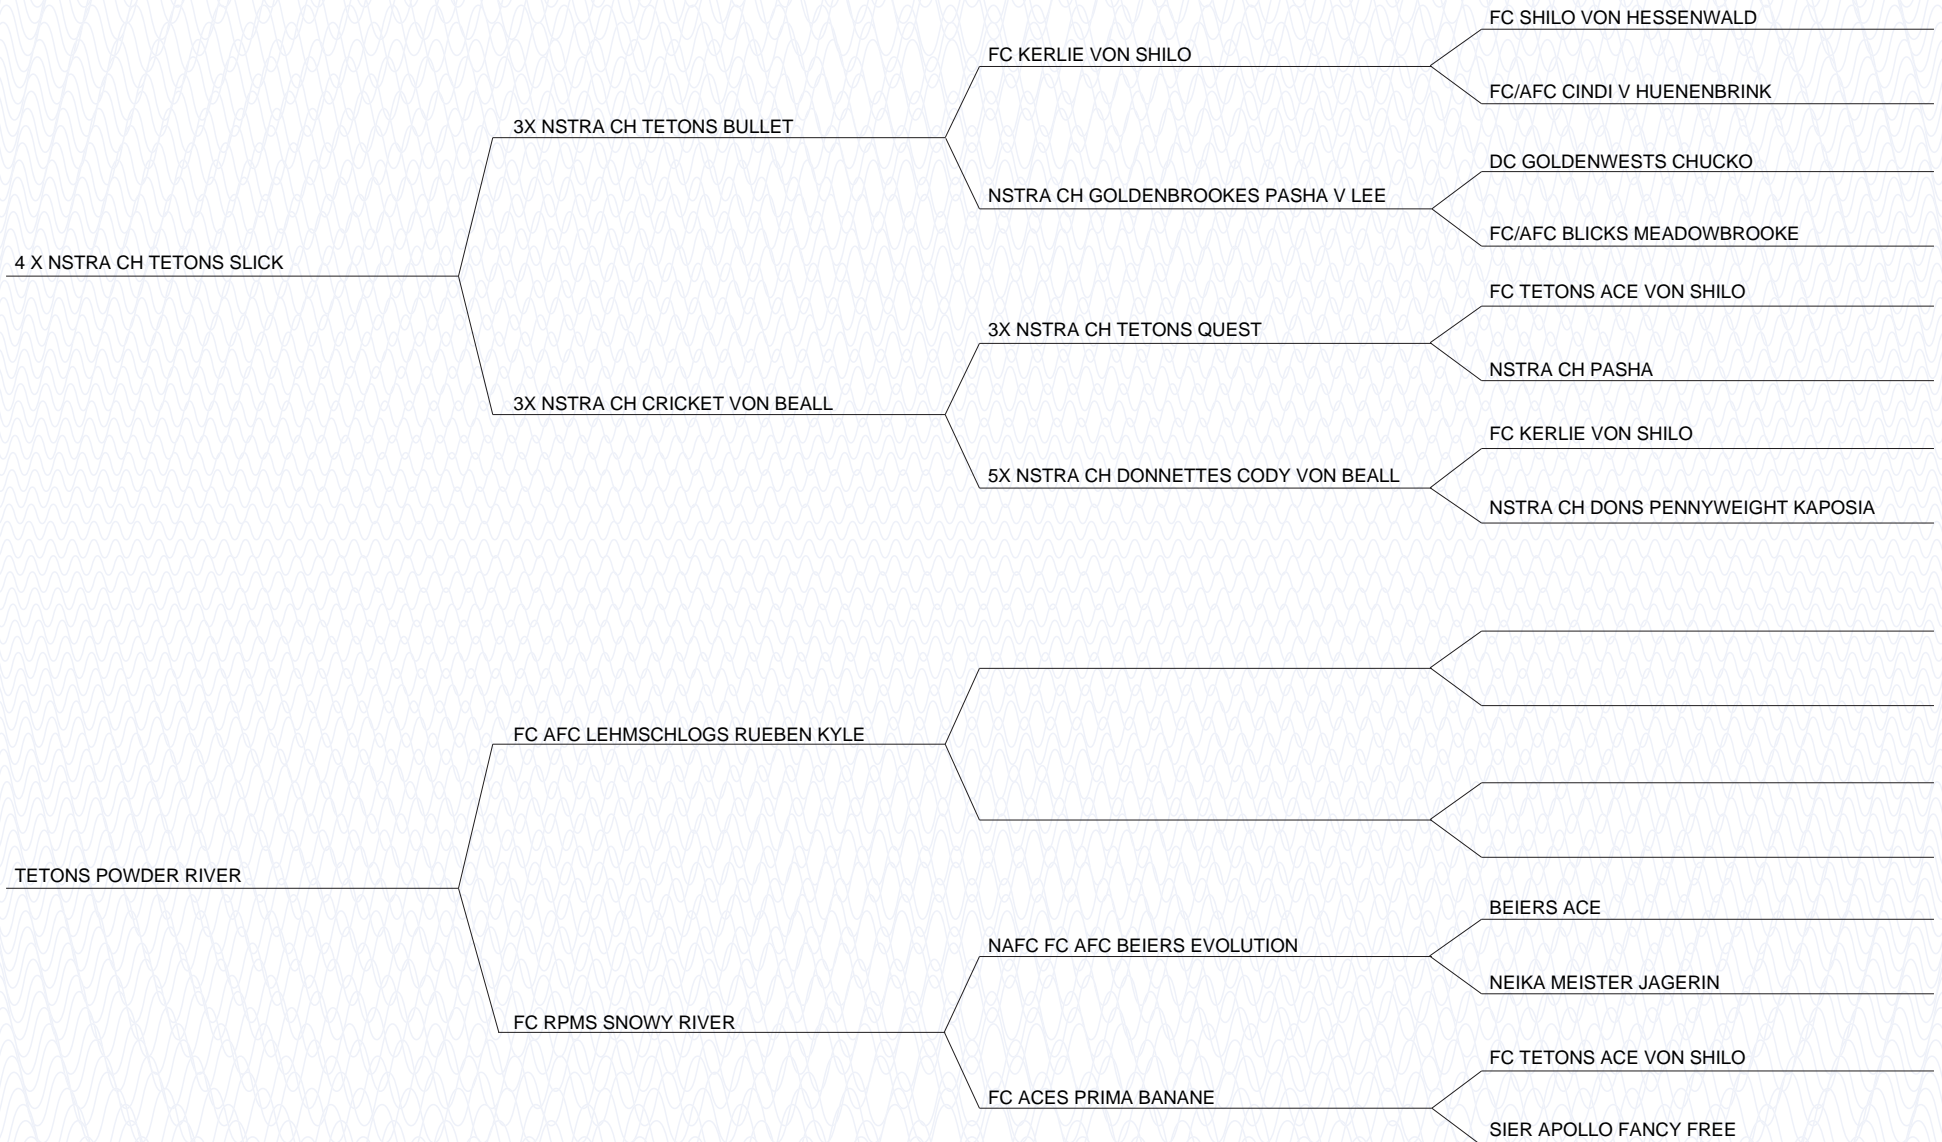 FC SHILO VON HESSENWALD
FC KERLIE VON SHILO
FC/AFC CINDI V HUENENBRINK
3X NSTRA CH TETONS BULLET
DC GOLDENWESTS CHUCKO
NSTRA CH GOLDENBROOKES PASHA V LEE
FC/AFC BLICKS MEADOWBROOKE
4 X NSTRA CH TETONS SLICK
FC TETONS ACE VON SHILO
3X NSTRA CH TETONS QUEST
NSTRA CH PASHA
3X NSTRA CH CRICKET VON BEALL
FC KERLIE VON SHILO
5X NSTRA CH DONNETTES CODY VON BEALL
NSTRA CH DONS PENNYWEIGHT KAPOSIA
FC AFC LEHMSCHLOGS RUEBEN KYLE
TETONS POWDER RIVER
BEIERS ACE
NAFC FC AFC BEIERS EVOLUTION
NEIKA MEISTER JAGERIN
FC RPMS SNOWY RIVER
FC TETONS ACE VON SHILO
FC ACES PRIMA BANANE
SIER APOLLO FANCY FREE